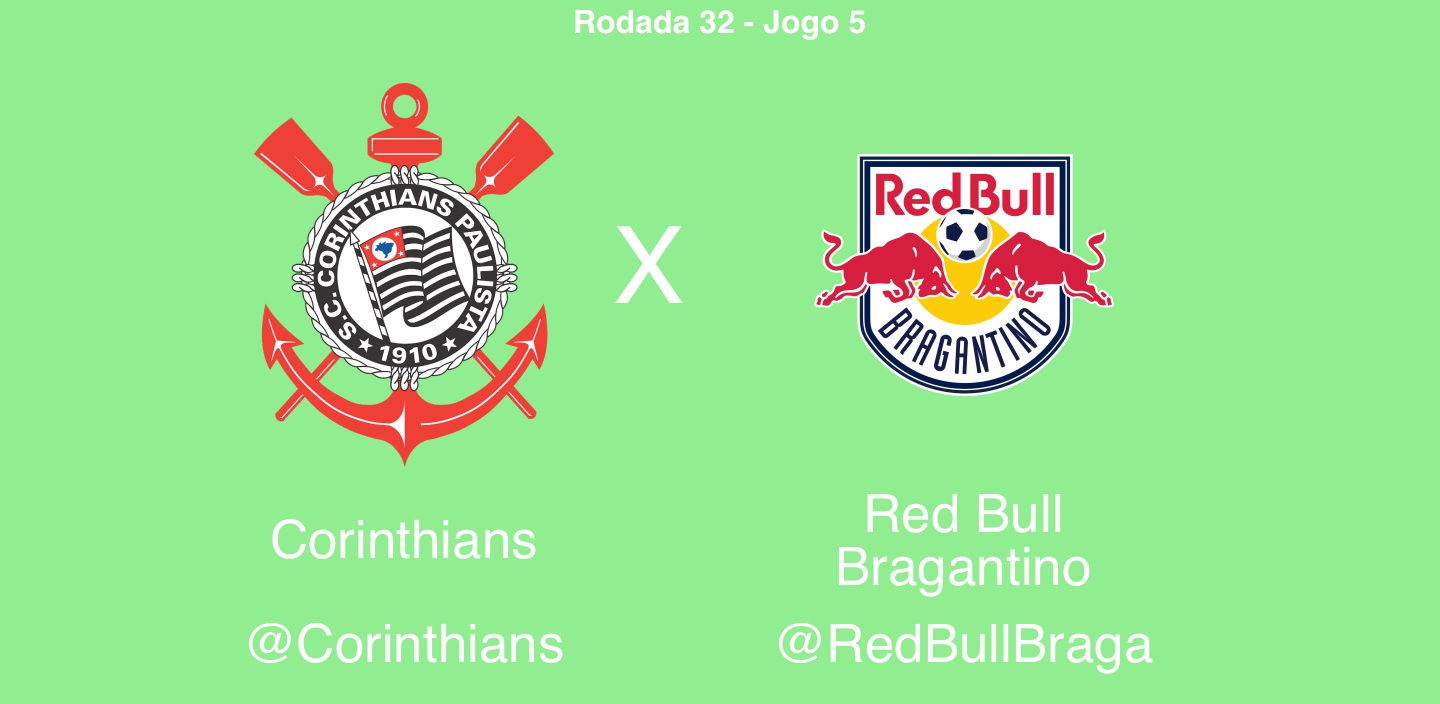 Rodada 32 - Jogo 5
S.C. CORINTHIANS PAULISTA
★ 1910 ★
X
Red Bull
BRAGANTINO
Corinthians
Red Bull
Bragantino
@Corinthians
@RedBullBraga